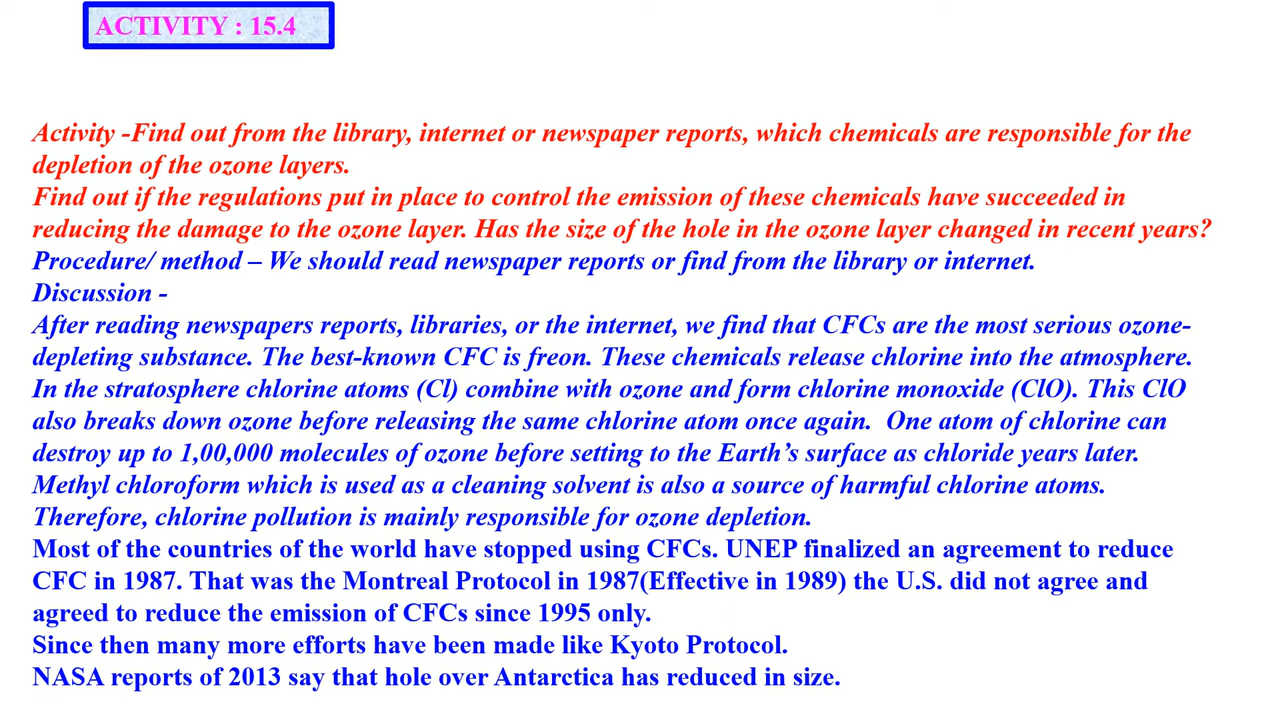 ACTIVITY : 15.4
Activity -Find out from the library, internet or newspaper reports, which chemicals are responsible for the
depletion of the ozone layers.
Find out if the regulations put in place to control the emission of these chemicals have succeeded in
reducing the damage to the ozone layer. Has the size of the hole in the ozone layer changed in recent years?
Procedure/ method – We should read newspaper reports or find from the library or internet.
Discussion -
After reading newspapers reports, libraries, or the internet, we find that CFCs are the most serious ozone-
depleting substance. The best-known CFC is freon. These chemicals release chlorine into the atmosphere.
In the stratosphere chlorine atoms (Cl) combine with ozone and form chlorine monoxide (ClO). This ClO
also breaks down ozone before releasing the same chlorine atom once again. One atom of chlorine can
destroy up to 1,00,000 molecules of ozone before setting to the Earth’s surface as chloride years later.
Methyl chloroform which is used as a cleaning solvent is also a source of harmful chlorine atoms.
Therefore, chlorine pollution is mainly responsible for ozone depletion.
Most of the countries of the world have stopped using CFCs. UNEP finalized an agreement to reduce
CFC in 1987. That was the Montreal Protocol in 1987(Effective in 1989) the U.S. did not agree and
agreed to reduce the emission of CFCs since 1995 only.
Since then many more efforts have been made like Kyoto Protocol.
NASA reports of 2013 say that hole over Antarctica has reduced in size.